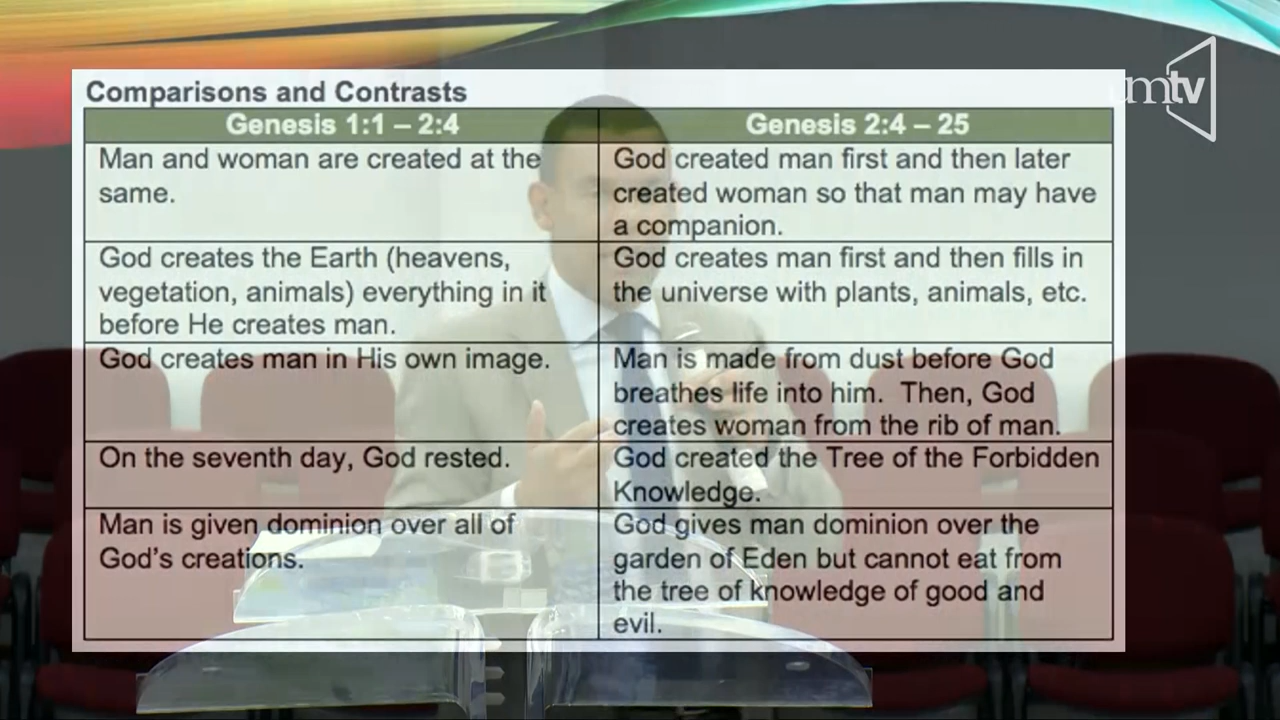 umtv
Comparisons and Contrasts
Genesis 1:1 – 2:4
Genesis 2:4 – 25
Man and woman are created at the
same.
God created man first and then later
created woman so that man may have
a companion.
God creates the Earth (heavens,
vegetation, animals) everything in it
before He creates man.
God creates man first and then fills in
the universe with plants, animals, etc.
God creates man in His own image.
Man is made from dust before God
breathes life into him. Then, God
creates woman from the rib of man.
On the seventh day, God rested.
God created the Tree of the Forbidden
Knowledge.
Man is given dominion over all of
God's creations.
God gives man dominion over the
garden of Eden but cannot eat from
the tree of knowledge of good and
evil.